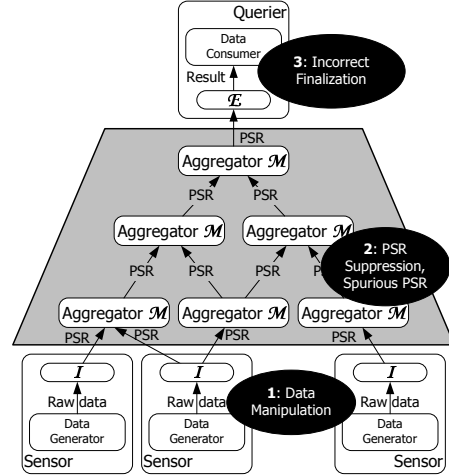 Querier
Data
Consumer
3: Incorrect
Finalization
Result
E
PSR
Aggregator M
PSR PSR
Aggregator M Aggregator M
2: PSR
Suppression,
Spurious PSR
PSR PSR PSR PSR
Aggregator M Aggregator M Aggregator M
PSR PSR PSR PSR
I I I
1: Data
Manipulation
Raw data Raw data Raw data
Data
Generator
Data
Generator
Data
Generator
Sensor Sensor Sensor